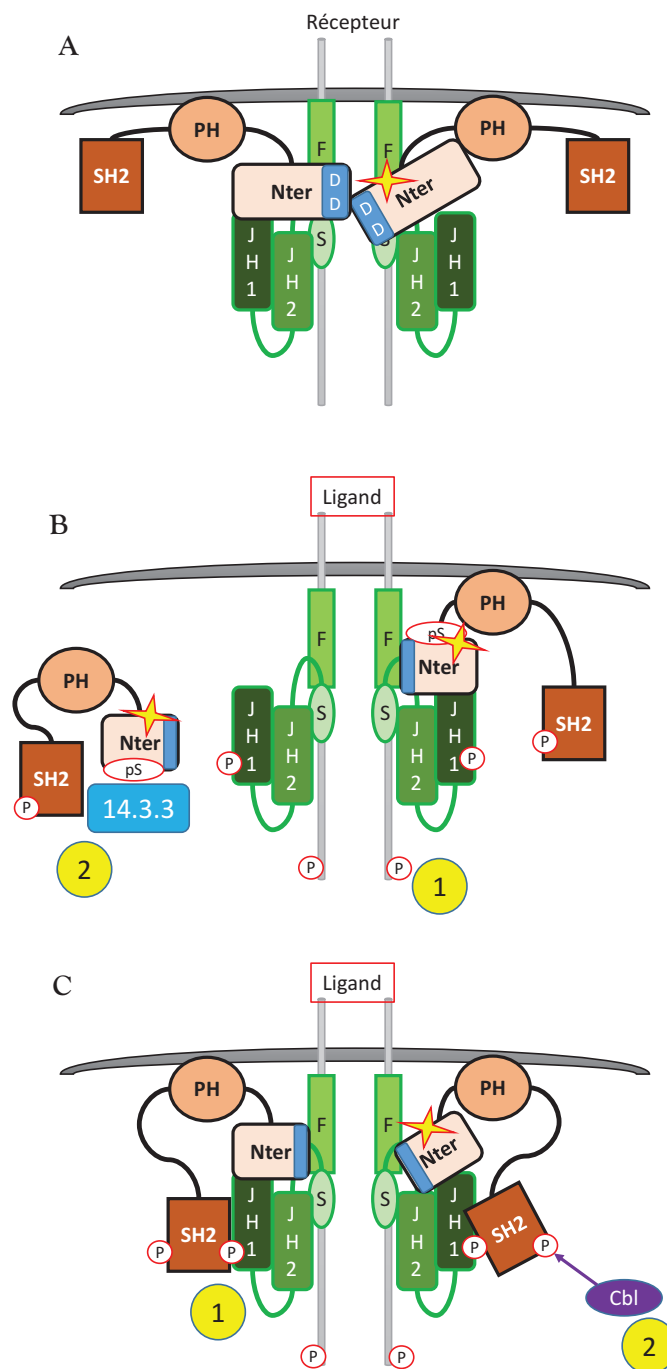 Récepteur
A
PH
PH
SH2
F
F
SH2
Nter
D
D
Nter
D
D
S
S
J
H
1
J
H
2
J
H
2
J
H
1
Ligand
B
PH
F
F
pS
Nter
PH
Nter
pS
SH2
P
14.3.3
J
H
1
P
J
H
2
S
S
J
H
2
J
H
1
P
SH2
P
2
P
P
1
Ligand
C
PH
PH
F
F
Nter
Nter
S
S
SH2
P
P
J
H
1
J
H
2
J
H
2
J
H
1
P
SH2
P
1
Cbl
P
P
2